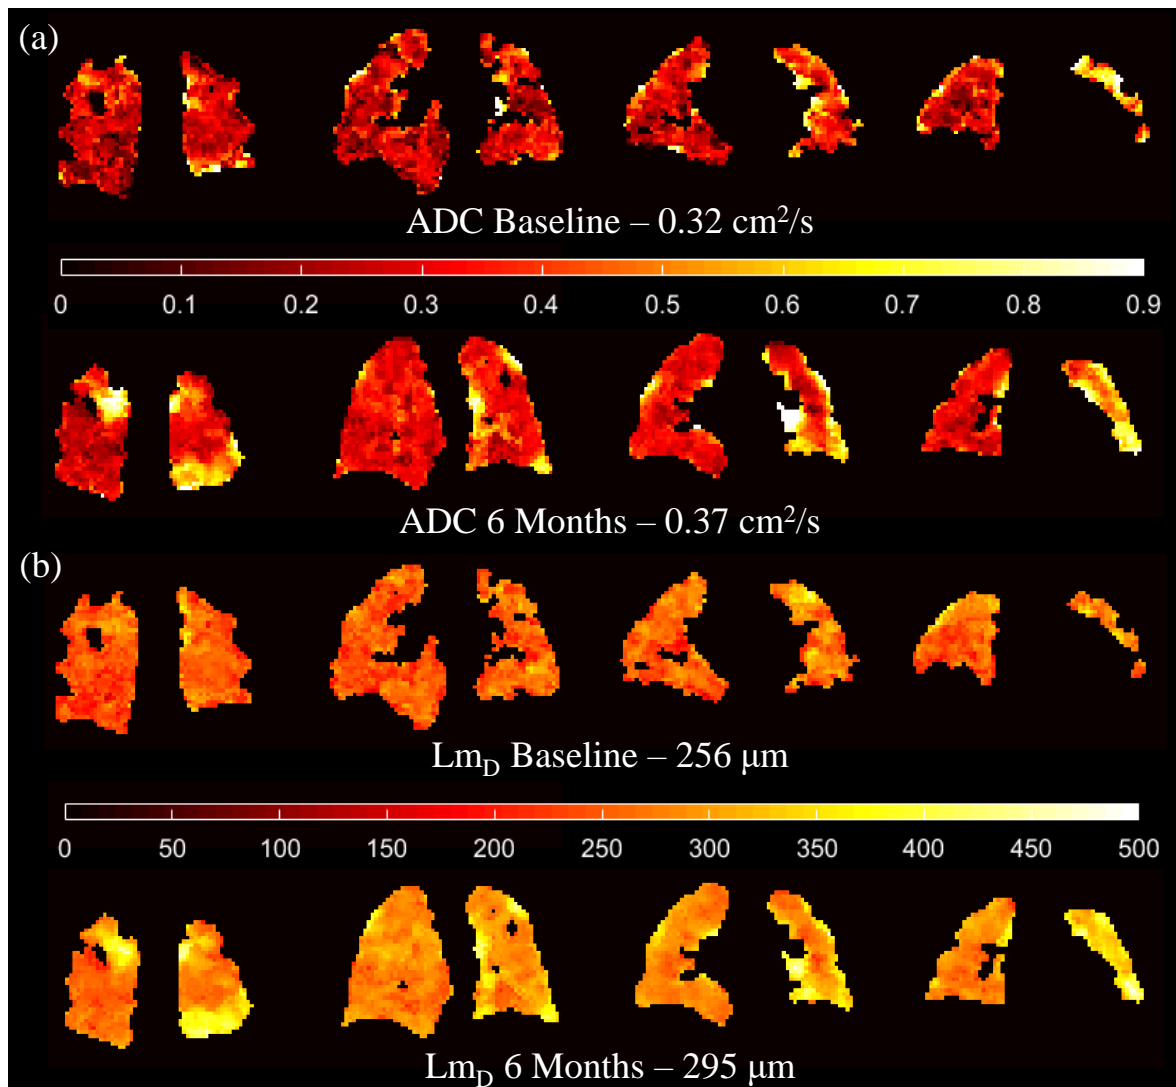 (a)
ADC Baseline – 0.32 cm²/s
0 0.1 0.2 0.3 0.4 0.5 0.6 0.7 0.8 0.9
ADC 6 Months – 0.37 cm²/s
(b)
Lm_D Baseline – 256 μm
0 50 100 150 200 250 300 350 400 450 500
Lm_D 6 Months – 295 μm